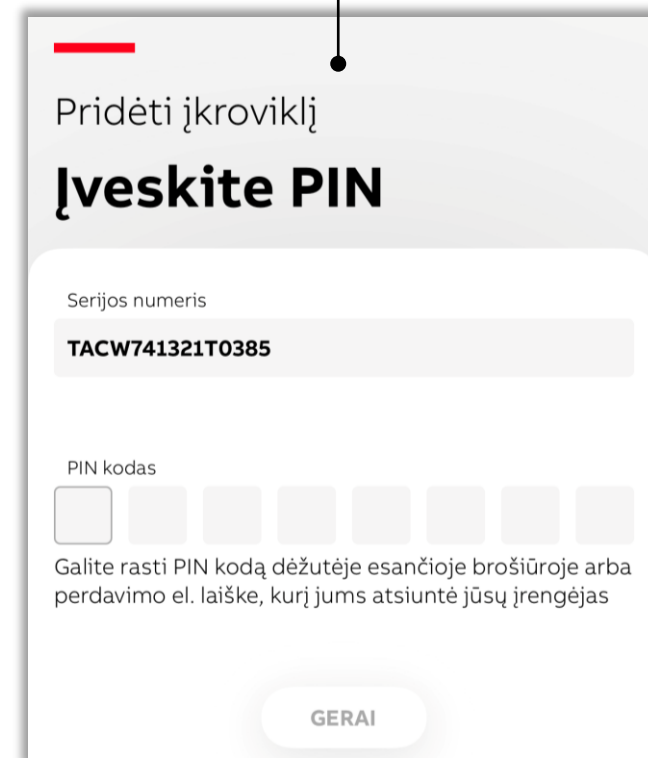 Pridėti įkroviklį
Įveskite PIN
Serijos numeris
TACW741321T0385
PIN kodas
Galite rasti PIN kodą dėžutėje esančioje brošiūroje arba
perdavimo el. laiške, kurį jums atsiuntė jūsų įrengėjas
GERAI